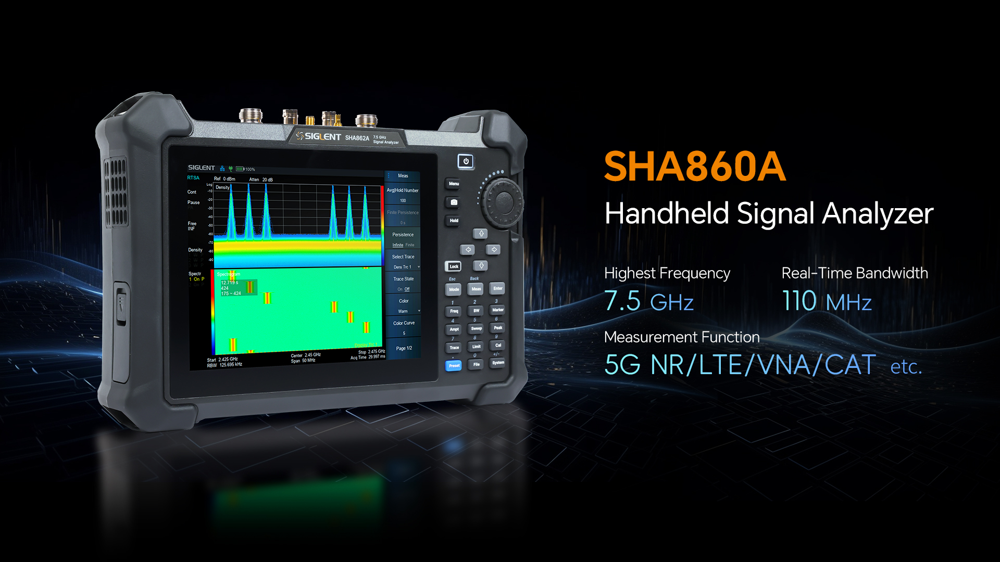 SIGLENT SHA862A 7.5 GHz
Signal Analyzer
SIGLENT 100%
RTSA
Ref 0 dBm Atten 20 dB
Log
Density
-10
-20
-30
-40
-50
-60
-70
-80
-90
Cont
Pause
PA
Free
INF
Density
Spectr
1 On P
Spectrogram
12.719 s
424
175 ~ 424
Display Trc 1
Start 2.425 GHz
RBW 125.695 kHz
Center 2.45 GHz
Span 50 MHz
Stop 2.475 GHz
Acq Time 29.997 ms
Meas
Avg|Hold Number
100
Finite Persistence
0 s
Persistence
Infinite Finite
Select Trace
Dens Trc 1
Trace State
On Off
Color
Warm
Color Curve
5
Page 1/2
Menu
Hold
Lock
Esc Back
Mode Meas Enter
1 2 3
Freq BW Marker
4 5 6
Ampt Sweep Peak
7 8 9
Trace Limit Cal
. 0 +/-
Preset File System
SHA860A
Handheld Signal Analyzer
Highest Frequency
7.5 GHz
Real-Time Bandwidth
110 MHz
Measurement Function
5G NR/LTE/VNA/CAT etc.